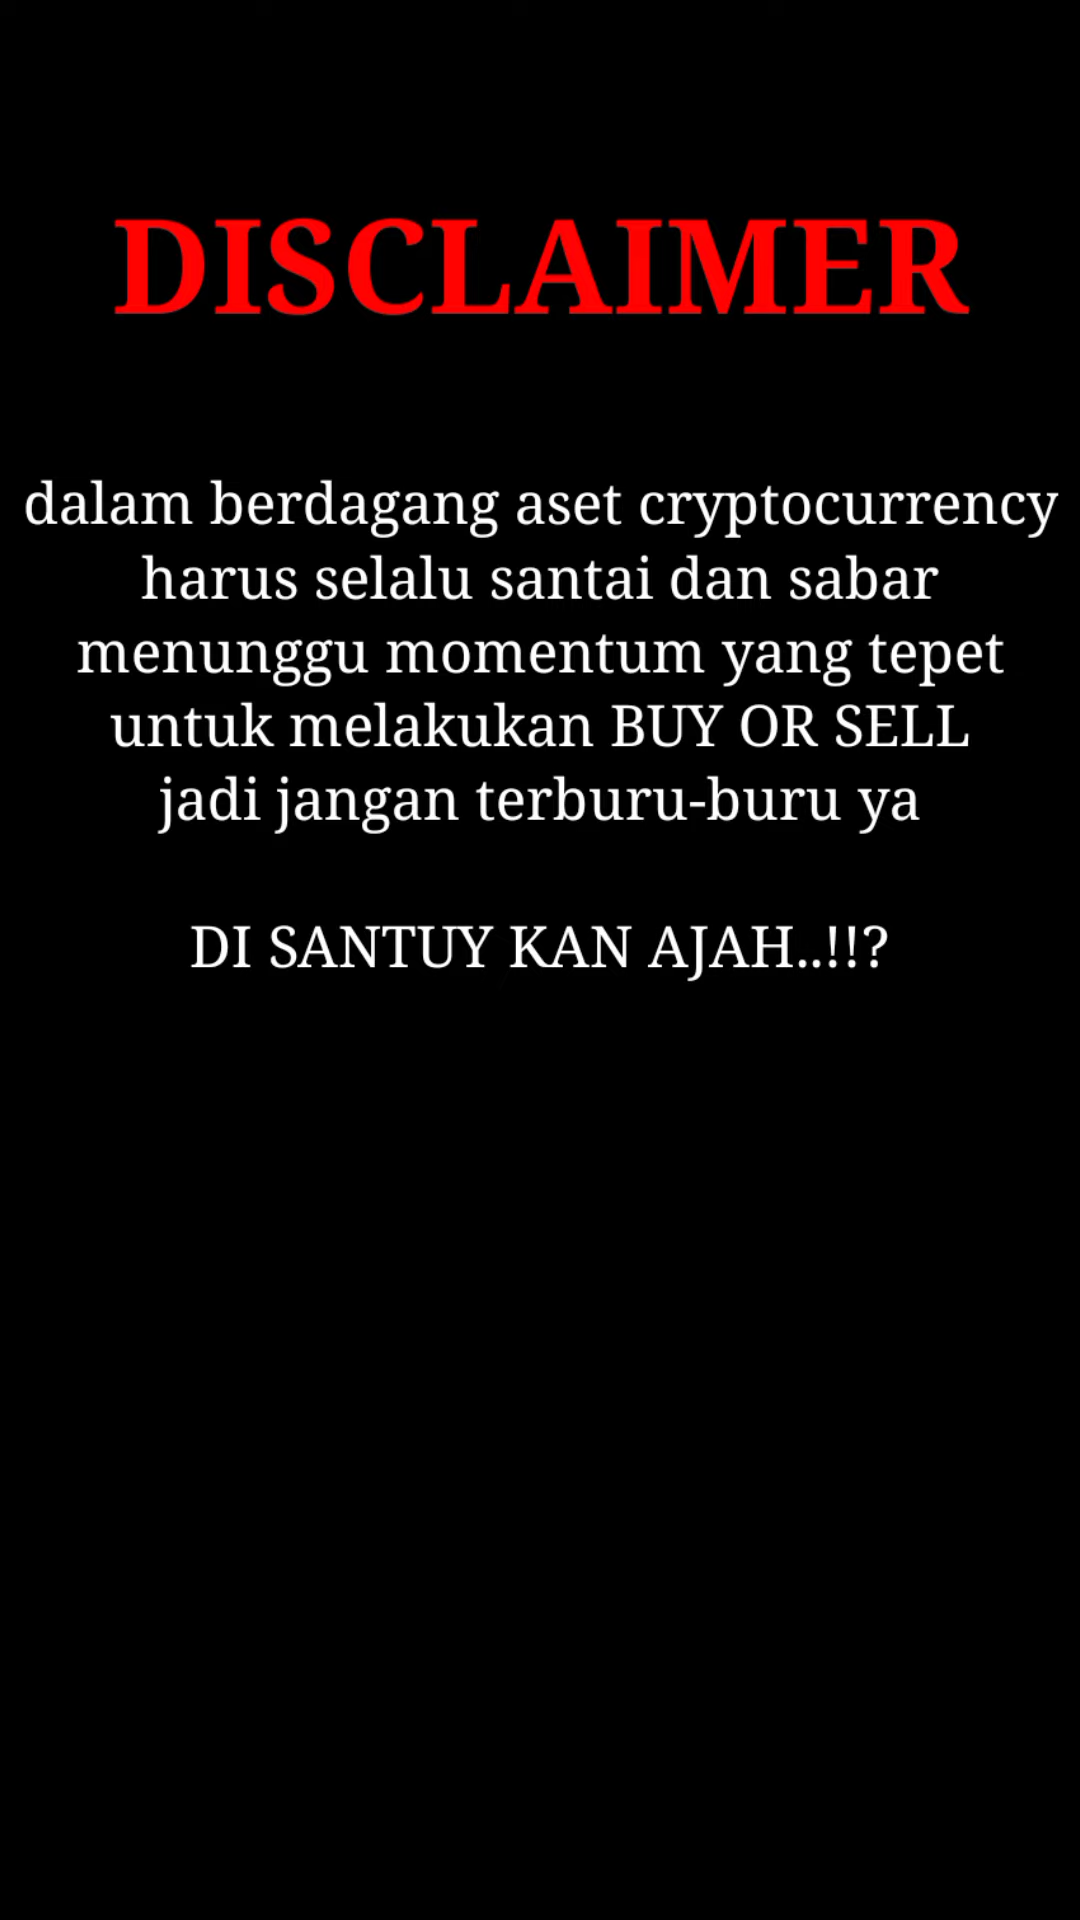 DISCLAIMER
dalam berdagang aset cryptocurrency
harus selalu santai dan sabar
menunggu momentum yang tepet
untuk melakukan BUY OR SELL
jadi jangan terburu-buru ya
DI SANTUY KAN AJAH..!!?